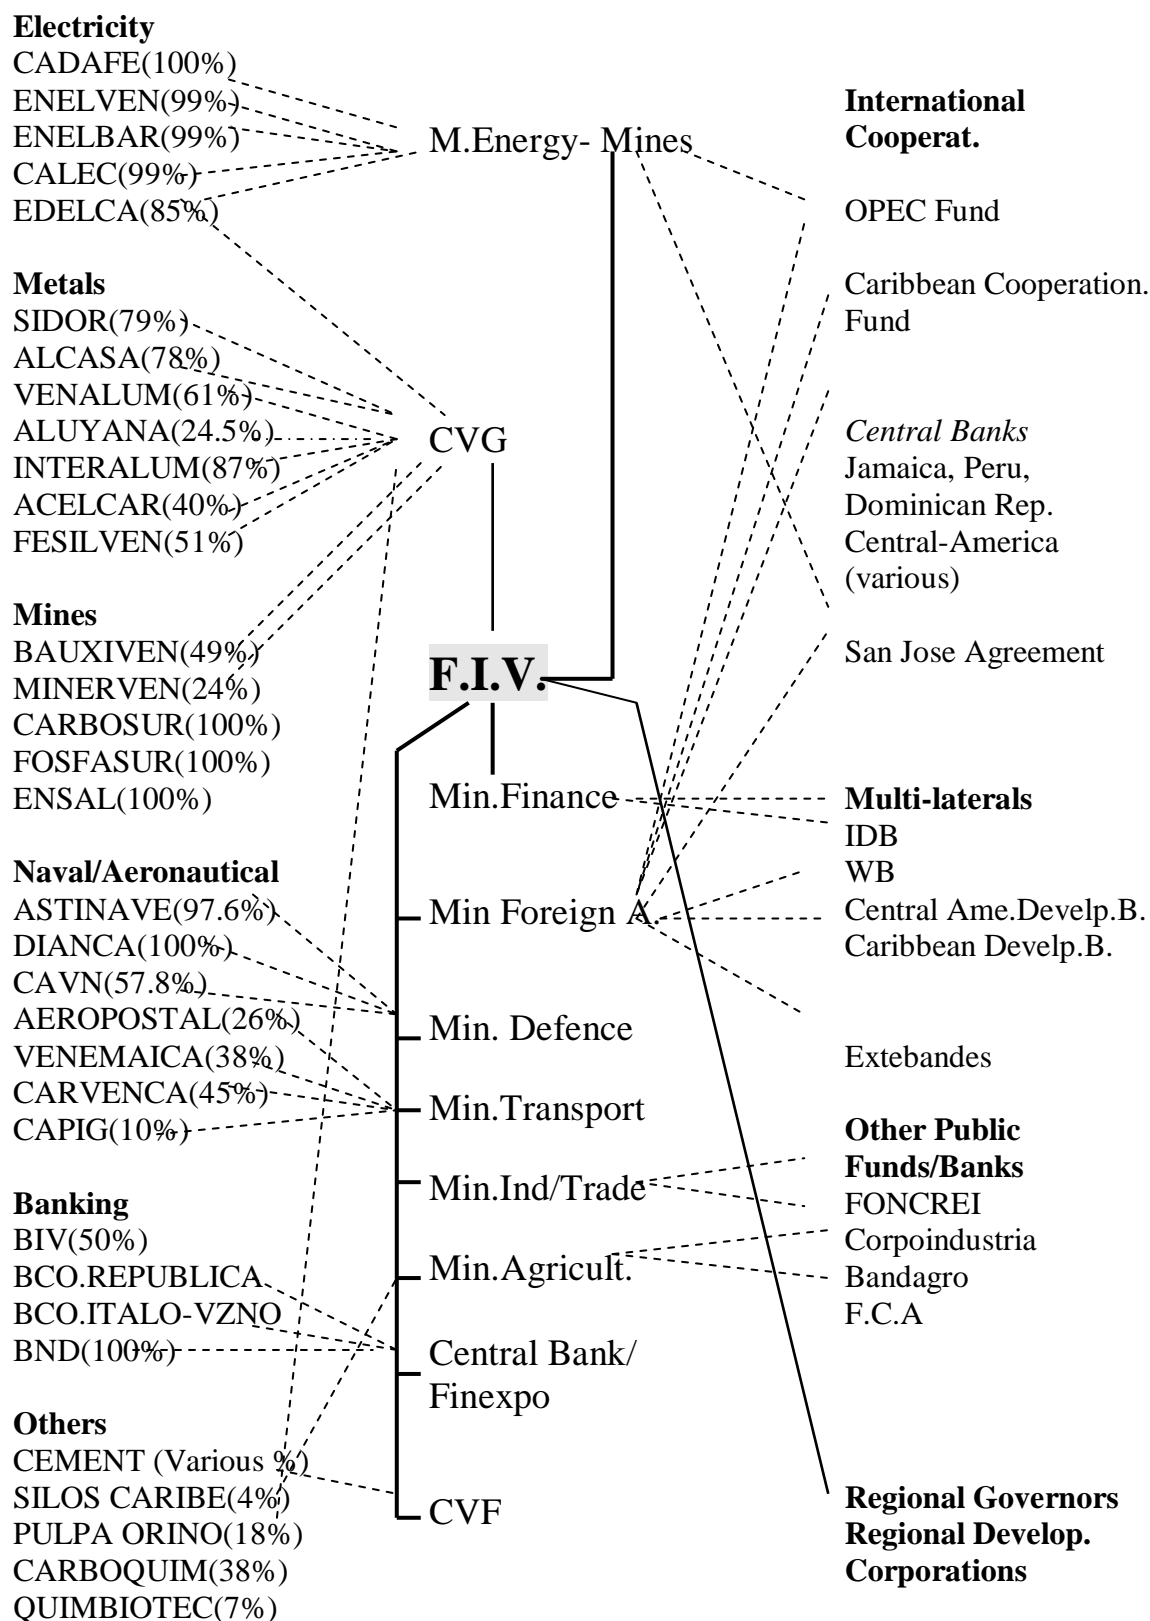 Electricity
CADAFE(100%)
ENELVEN(99%)
ENELBAR(99%)
CALEC(99%)
EDELCA(85%)
Metals
SIDOR(79%)
ALCASA(78%)
VENALUM(61%)
ALUYANA(24.5%)
INTERALUM(87%)
ACELCAR(40%)
FESILVEN(51%)
Mines
BAUXIVEN(49%)
MINERVEN(24%)
CARBOSUR(100%)
FOSFASUR(100%)
ENSAL(100%)
Naval/Aeronautical
ASTINAVE(97.6%)
DIANCA(100%)
CAVN(57.8%)
AEROPOSTAL(26%)
VENEMAICA(38%)
CARVENCA(45%)
CAPIG(10%)
Banking
BIV(50%)
BCO.REPUBLICA
BCO.ITALO-VZNO
BND(100%)
Others
CEMENT (Various %)
SILOS CARIBE(4%)
PULPA ORINO(18%)
CARBOQUIM(38%)
QUIMBIOTEC(7%)
M.Energy- Mines
CVG
F.I.V.
Min.Finance
Min Foreign A.
Min. Defence
Min.Transport
Min.Ind/Trade
Min.Agricult.
Central Bank/
Finexpo
CVF
International
Cooperat.
OPEC Fund
Caribbean Cooperation.
Fund
Central Banks
Jamaica, Peru,
Dominican Rep.
Central-America
(various)
San Jose Agreement
Multi-laterals
IDB
WB
Central Ame.Develp.B.
Caribbean Develp.B.
Extebandes
Other Public
Funds/Banks
FONCREI
Corpoindustria
Bandagro
F.C.A
Regional Governors
Regional Develop.
Corporations